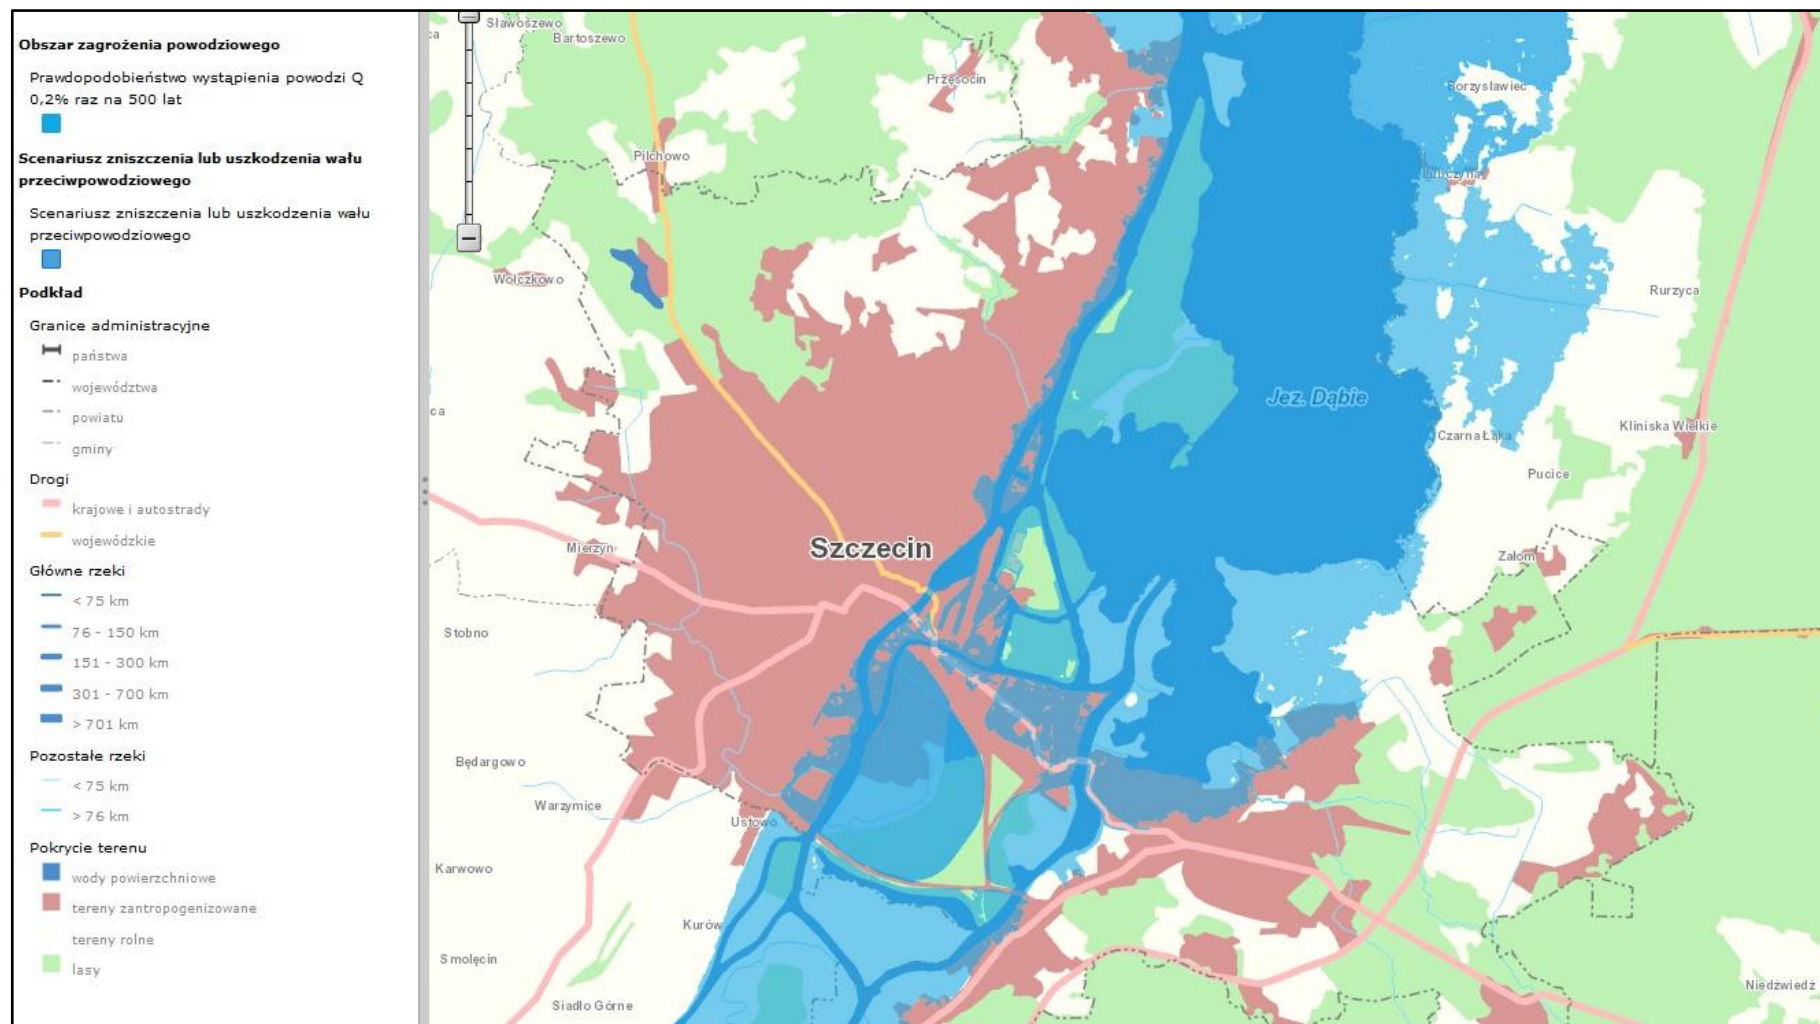 Obszar zagrożenia powodziowego
Prawdopodobieństwo wystąpienia powodzi Q
0,2% raz na 500 lat
Scenariusz zniszczenia lub uszkodzenia wału
przeciwpowodziowego
Scenariusz zniszczenia lub uszkodzenia wału
przeciwpowodziowego
Podkład
Granice administracyjne
państwa
województwa
powiatu
gminy
Drogi
krajowe i autostrady
wojewódzkie
Główne rzeki
< 75 km
76 - 150 km
151 - 300 km
301 - 700 km
> 701 km
Pozostałe rzeki
< 75 km
> 76 km
Pokrycie terenu
wody powierzchniowe
tereny zantropogenizowane
tereny rolne
lasy
Sławoszewo
Bartoszewo
Przęsocin
Borzysławiec
Pilchowo
Lubczyna
Wołczkowo
Rurzyca
Jez. Dąbie
ca
Kliniska Wielkie
Czarna Łąka
Pucice
Szczecin
Mierzyn
Załom
Stobno
Będargowo
Warzymice
Ustowo
Karwowo
Kurów
Smolęcin
Niedźwiedź
Siadło Górne